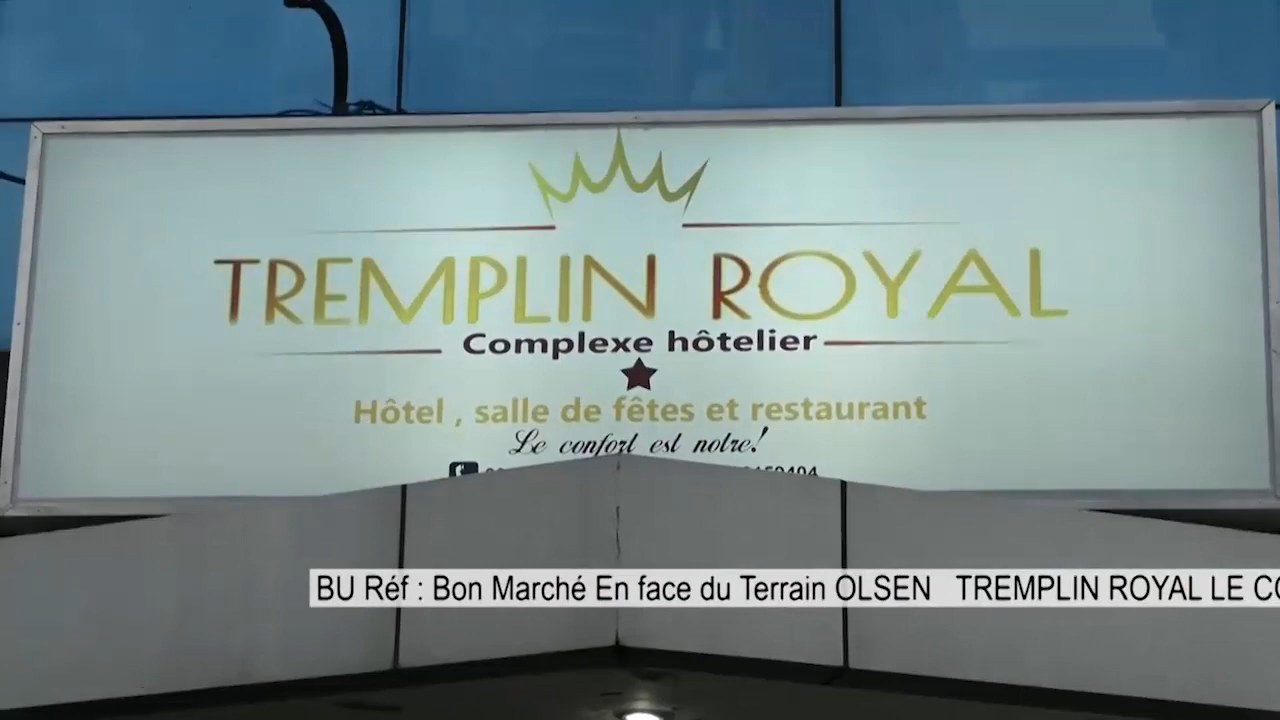 TREMPLIN ROYAL
Complexe hôtelier
Hôtel , salle de fêtes et restaurant
Le confort est notre!
BU Réf : Bon Marché En face du Terrain OLSEN TREMPLIN ROYAL LE